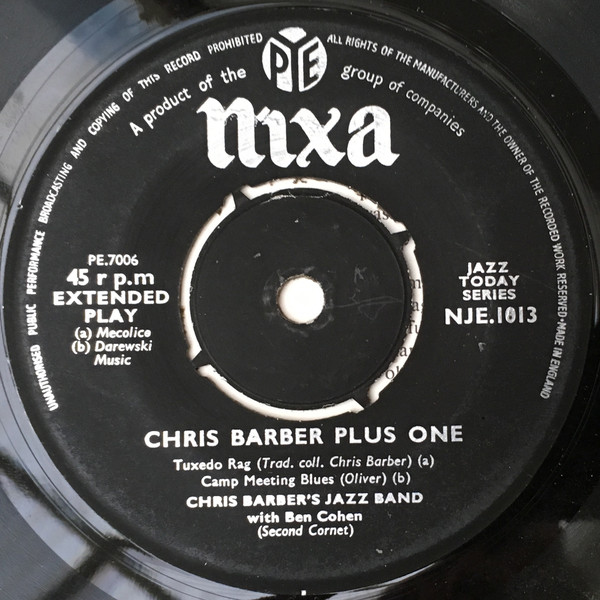 UNAUTHORISED PUBLIC PERFORMANCE BROADCASTING AND COPYING OF THIS RECORD PROHIBITED ALL RIGHTS OF THE MANUFACTURERS AND THE OWNER OF THE RECORDED WORK RESERVED·MADE IN ENGLAND
A product of the PYE group of companies
nixa
PE.7006
45 r p.m
EXTENDED
PLAY
(a) Mecolico
(b) Darewski
Music
JAZZ
TODAY
SERIES
NJE.1013
CHRIS BARBER PLUS ONE
Tuxedo Rag (Trad. coll. Chris Barber) (a)
Camp Meeting Blues (Oliver) (b)
CHRIS BARBER'S JAZZ BAND
with Ben Cohen
(Second Cornet)